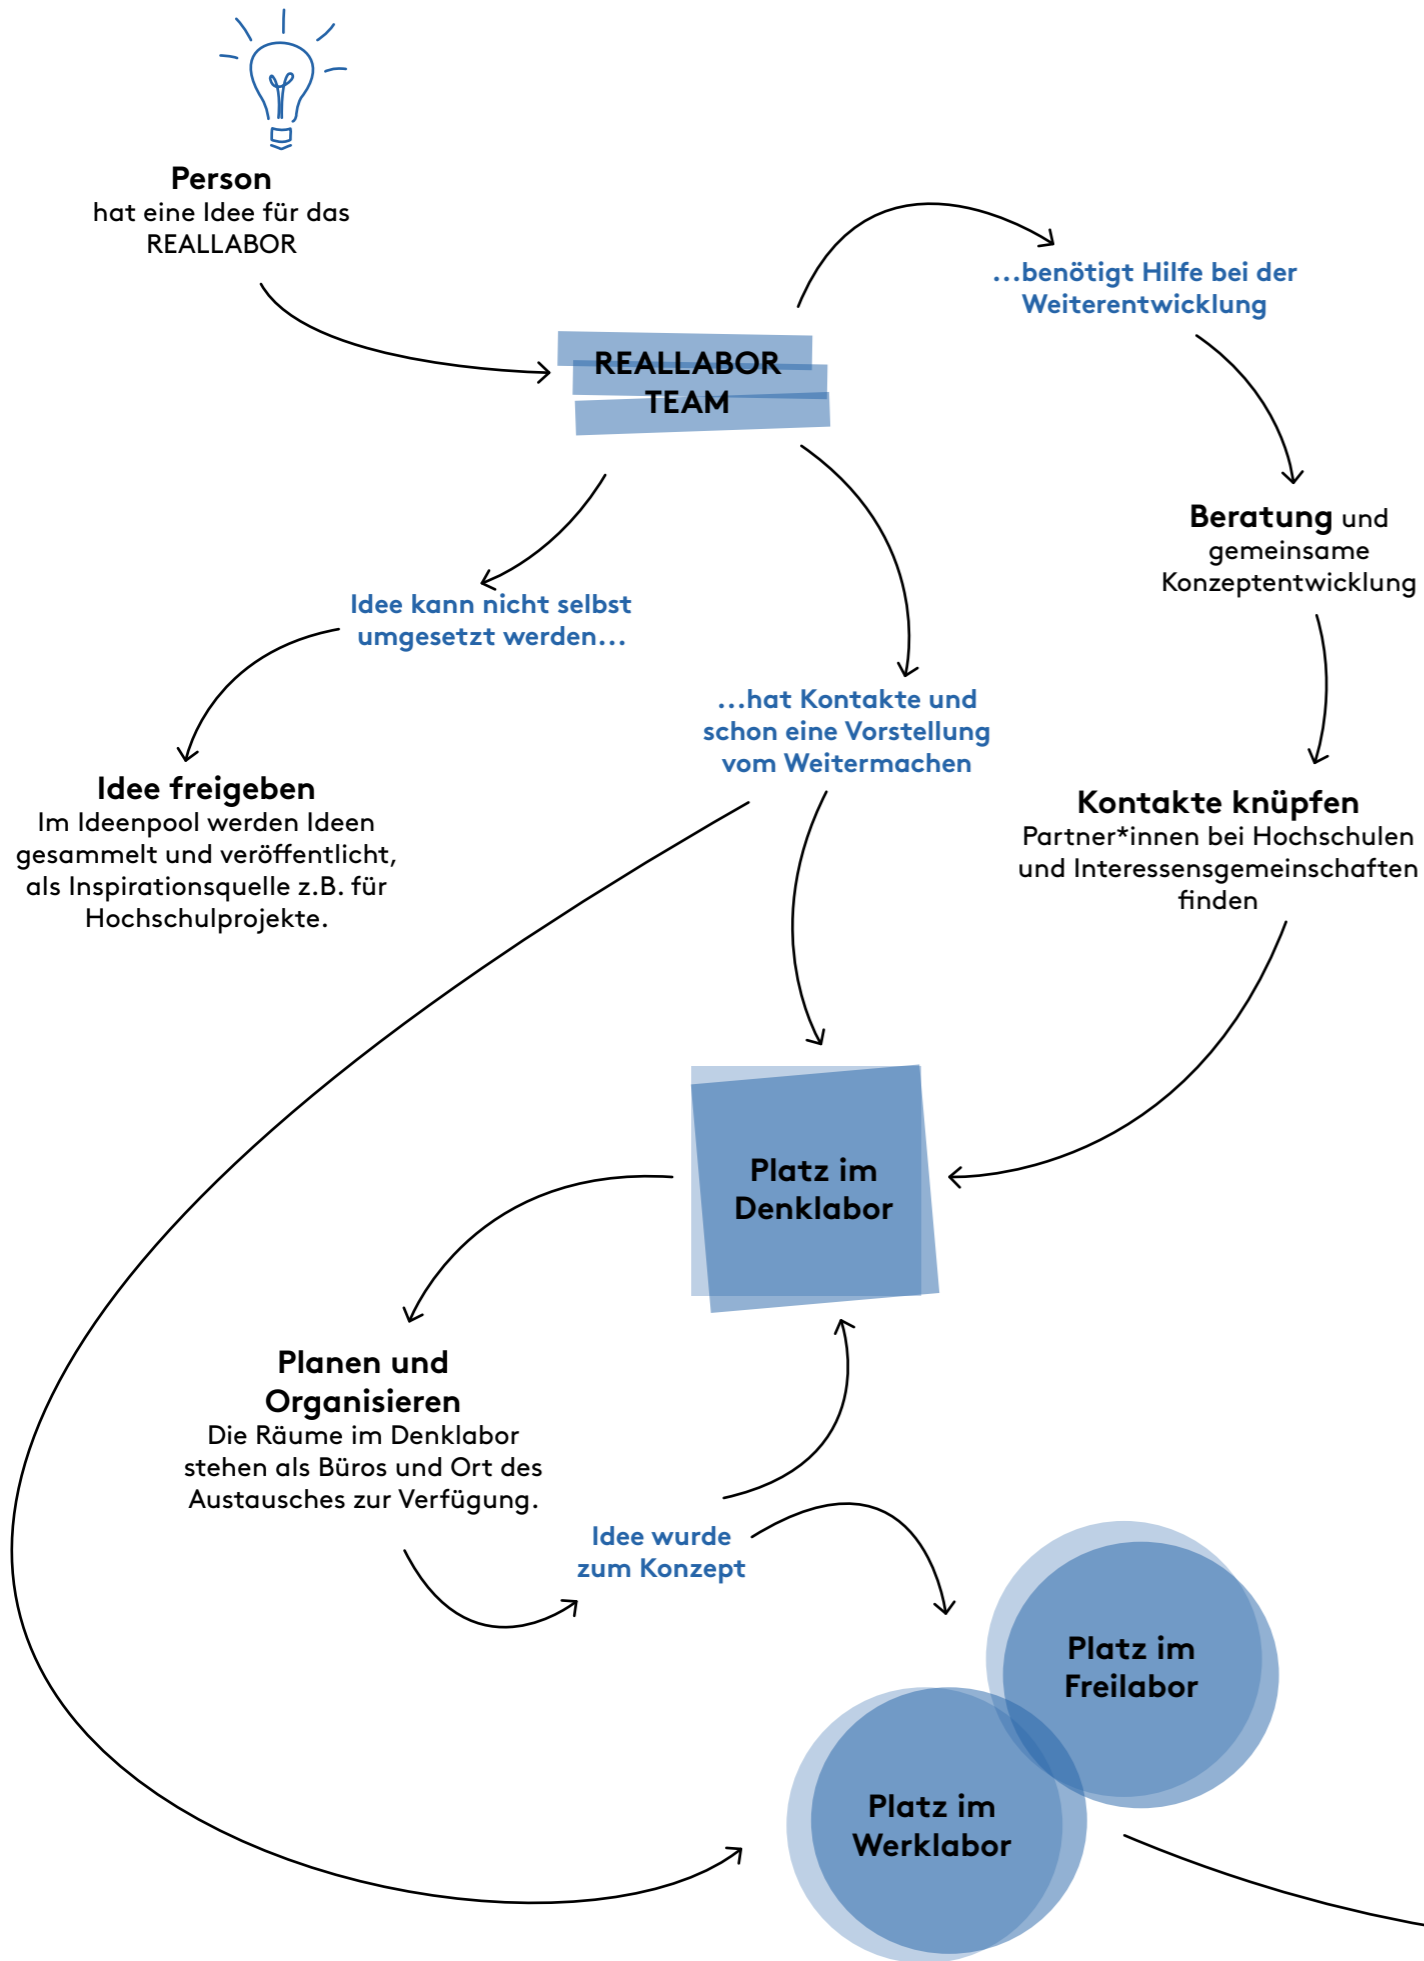 Person
hat eine Idee für das
REALLABOR
...benötigt Hilfe bei der
Weiterentwicklung
REALLABOR
TEAM
Beratung und
gemeinsame
Konzeptentwicklung
Idee kann nicht selbst
umgesetzt werden...
...hat Kontakte und
schon eine Vorstellung
vom Weitermachen
Idee freigeben
Im Ideenpool werden Ideen
gesammelt und veröffentlicht,
als Inspirationsquelle z.B. für
Hochschulprojekte.
Kontakte knüpfen
Partner*innen bei Hochschulen
und Interessensgemeinschaften
finden
Platz im
Denklabor
Planen und
Organisieren
Die Räume im Denklabor
stehen als Büros und Ort des
Austausches zur Verfügung.
Idee wurde
zum Konzept
Platz im
Freilabor
Platz im
Werklabor